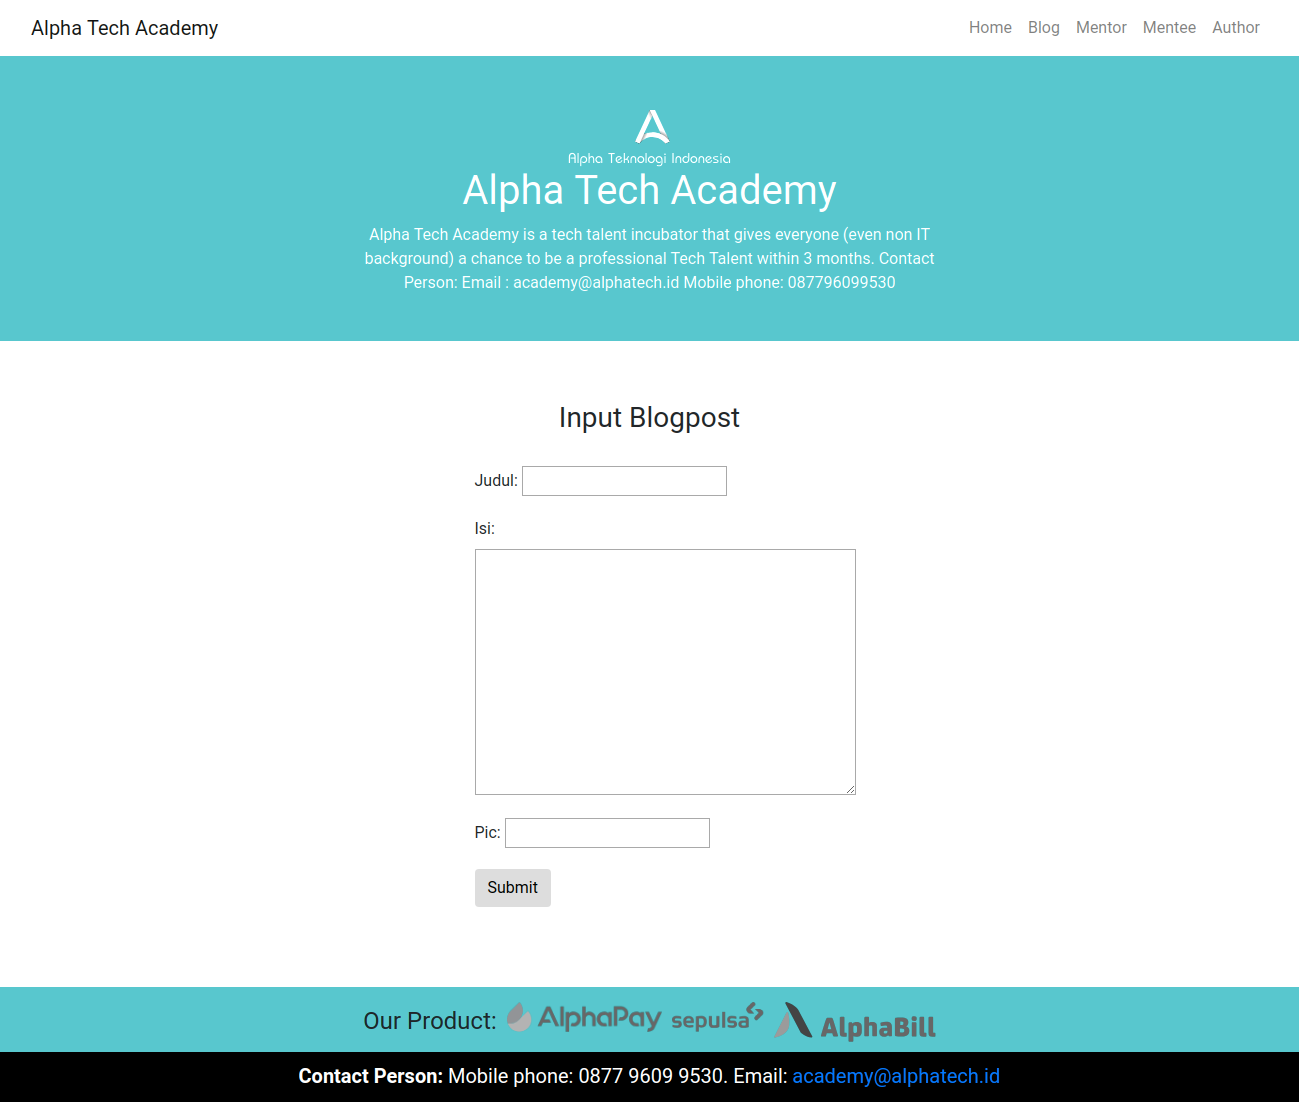 Alpha Tech Academy
Home Blog Mentor Mentee Author
Alpha Teknologi Indonesia
Alpha Tech Academy
Alpha Tech Academy is a tech talent incubator that gives everyone (even non IT
background) a chance to be a professional Tech Talent within 3 months. Contact
Person: Email : academy@alphatech.id Mobile phone: 087796099530
Input Blogpost
Judul:
Isi:
Pic:
Submit
Our Product: AlphaPay sepulsa AlphaBill
Contact Person: Mobile phone: 0877 9609 9530. Email: academy@alphatech.id